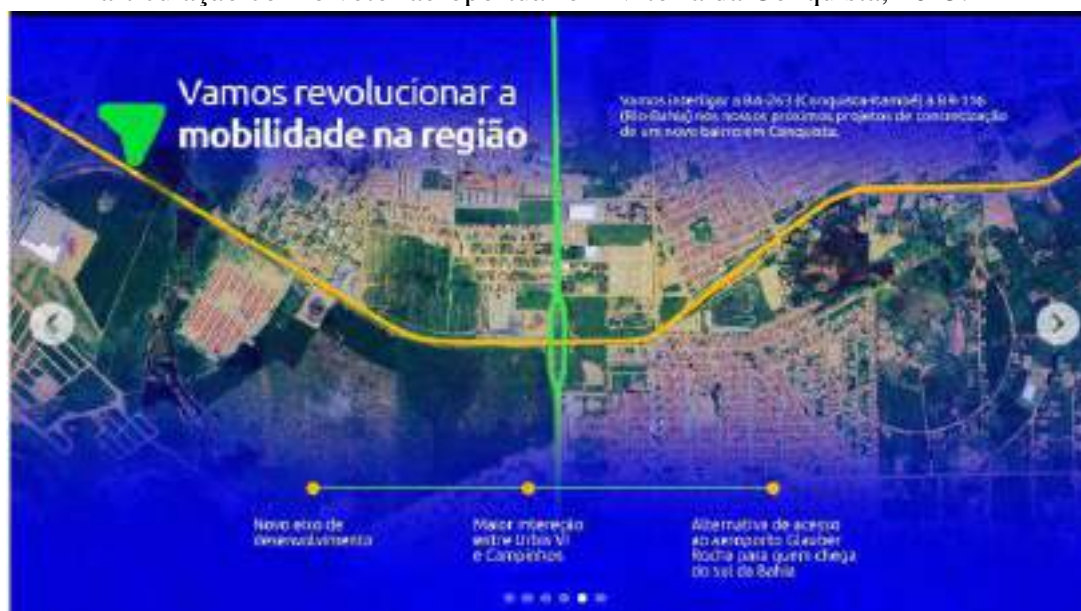 Vamos revolucionar a
mobilidade na região
Vamos interligar a BA-263 (Conquista-Itambé) à BR-116
(Rio-Bahia) nos nossos próximos projetos de concretização
de um novo bairro em Conquista.
Novo eixo de
desenvolvimento
Maior intereção
entre Urbis VI
e Campinhos
Alternativa de acesso
ao aeroporto Glauber
Rocha para quem chega
do sul da Bahia